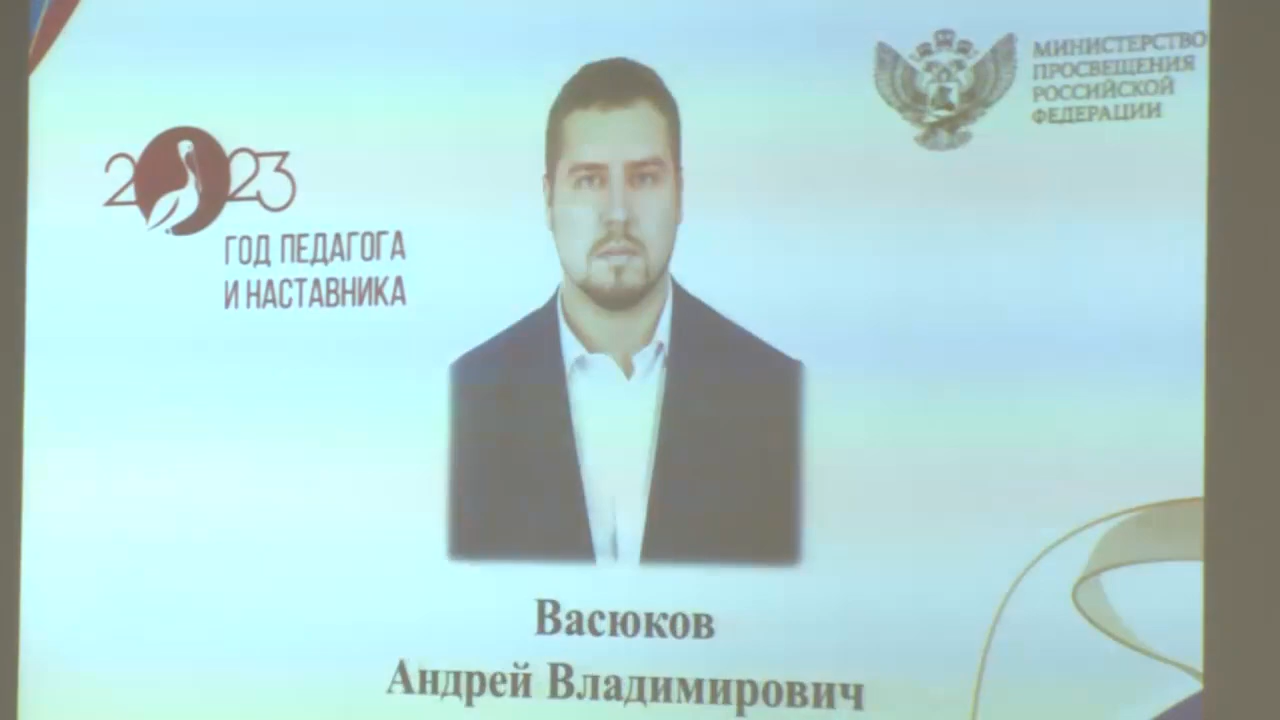 МИНИСТЕРСТВО
ПРОСВЕЩЕНИЯ
РОССИЙСКОЙ
ФЕДЕРАЦИИ
2023
ГОД ПЕДАГОГА
И НАСТАВНИКА
Васюков
Андрей Владимирович